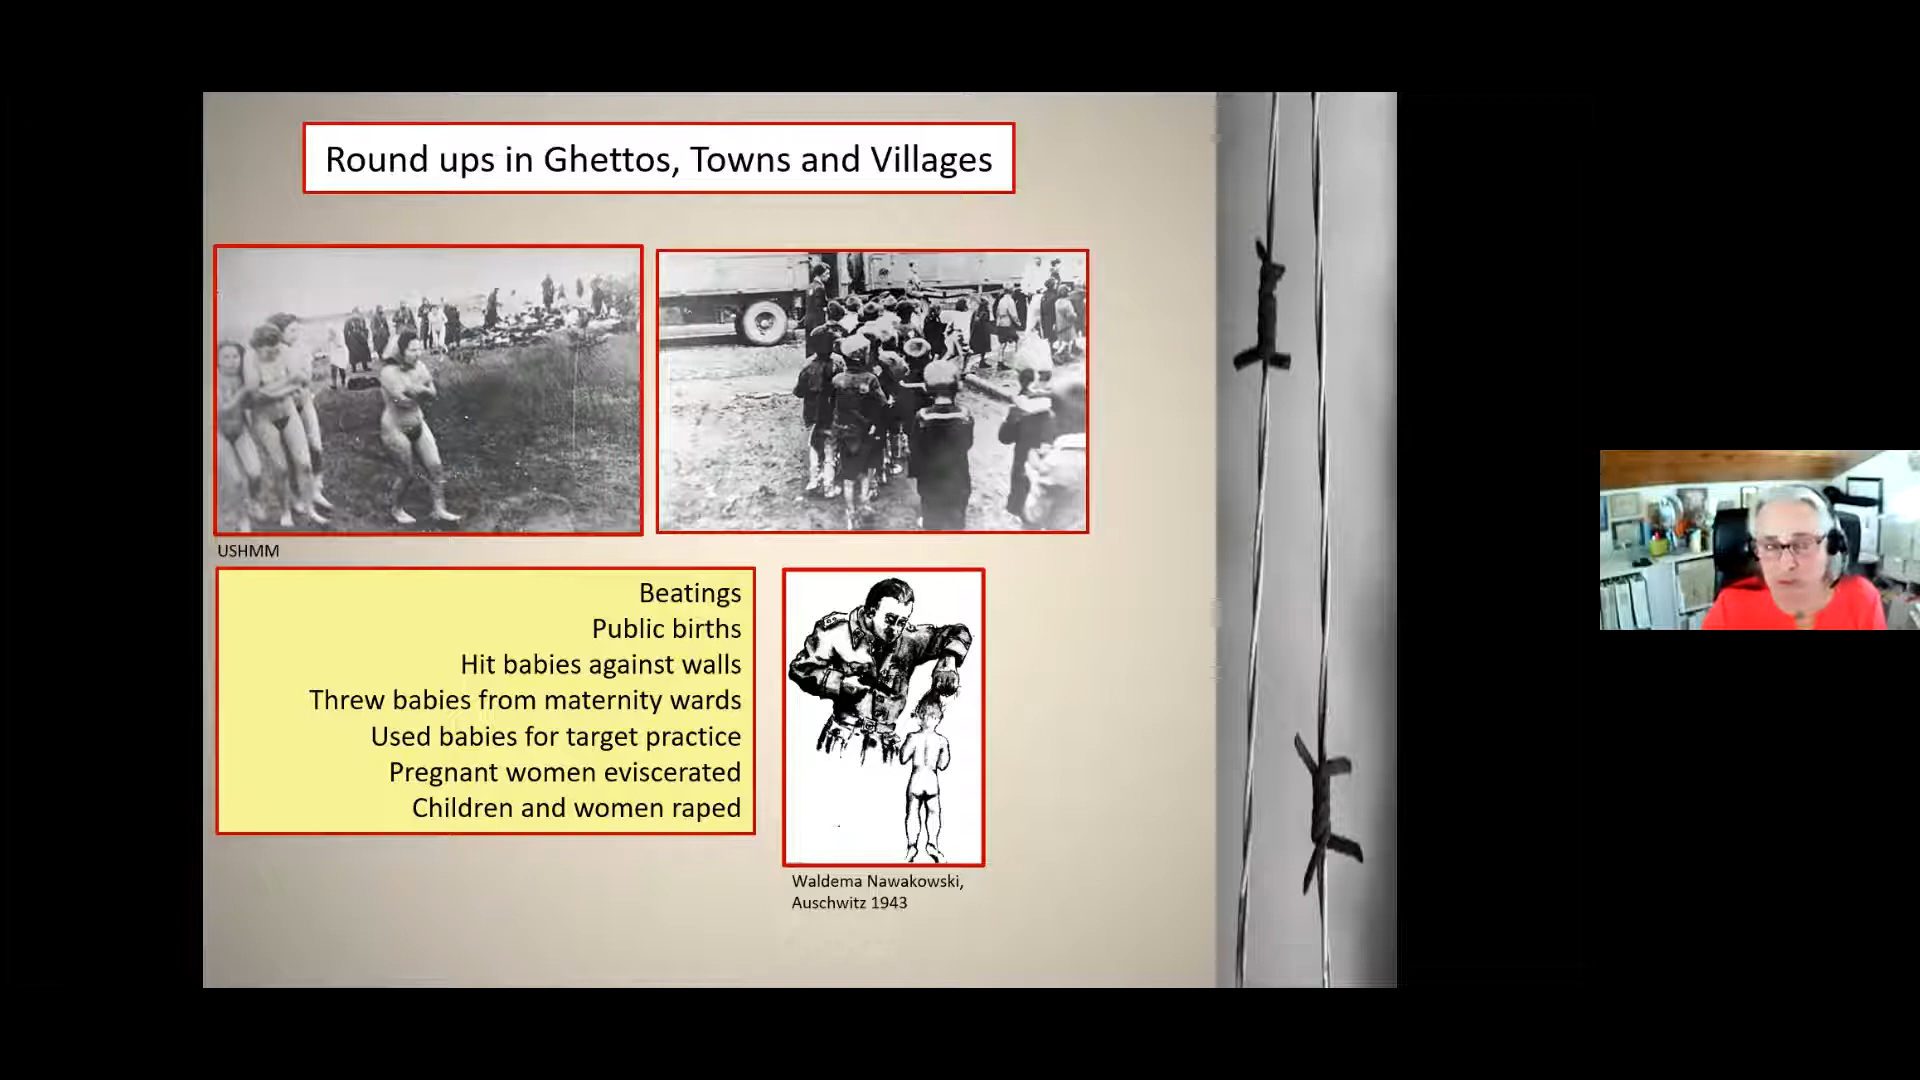 Round ups in Ghettos, Towns and Villages
USHMM
Beatings
Public births
Hit babies against walls
Threw babies from maternity wards
Used babies for target practice
Pregnant women eviscerated
Children and women raped
Waldema Nawakowski,
Auschwitz 1943